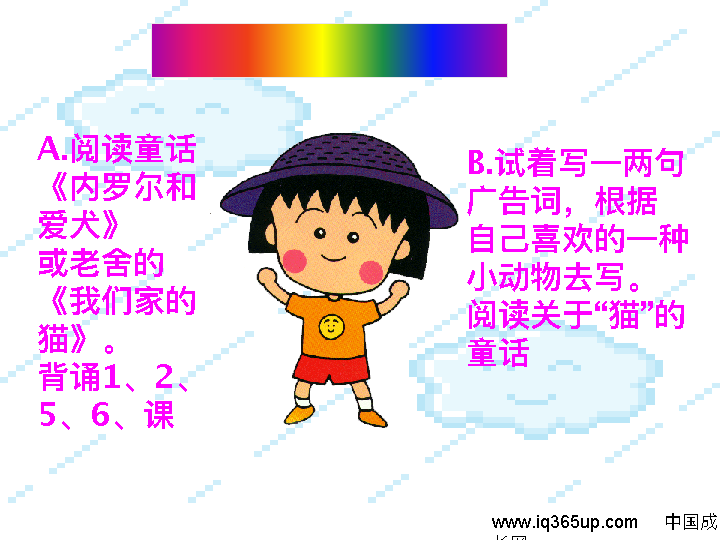 A.阅读童话
《内罗尔和
爱犬》
或老舍的
《我们家的
猫》。
背诵1、2、
5、6、课
B.试着写一两句
广告词，根据
自己喜欢的一种
小动物去写。
阅读关于“猫”的
童话
www.iq365up.com 中国成